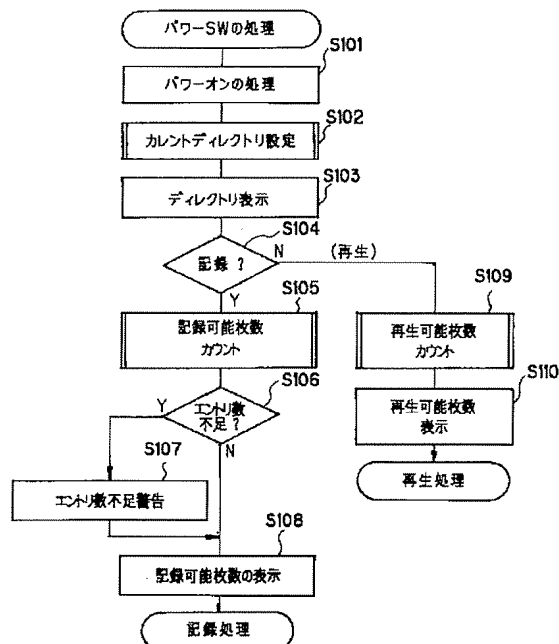 パワーSWの処理
S101
パワーオンの処理
S102
カレントディレクトリ設定
S103
ディレクトリ表示
S104
記録？
N
(再生)
Y
S105
記録可能枚数
カウント
S109
再生可能枚数
カウント
S106
エントリ数
不足？
Y
N
S110
再生可能枚数
表示
S107
エントリ数不足警告
再生処理
S108
記録可能枚数の表示
記録処理